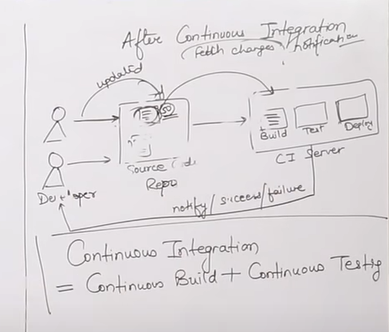 After Continuous Integration
fetch changes / notification
updated
Build
Test
Deploy
CI Server
Source Code
Repo
Developer
notify/success/failure
Continuous Integration
= Continuous Build + Continuous Testing